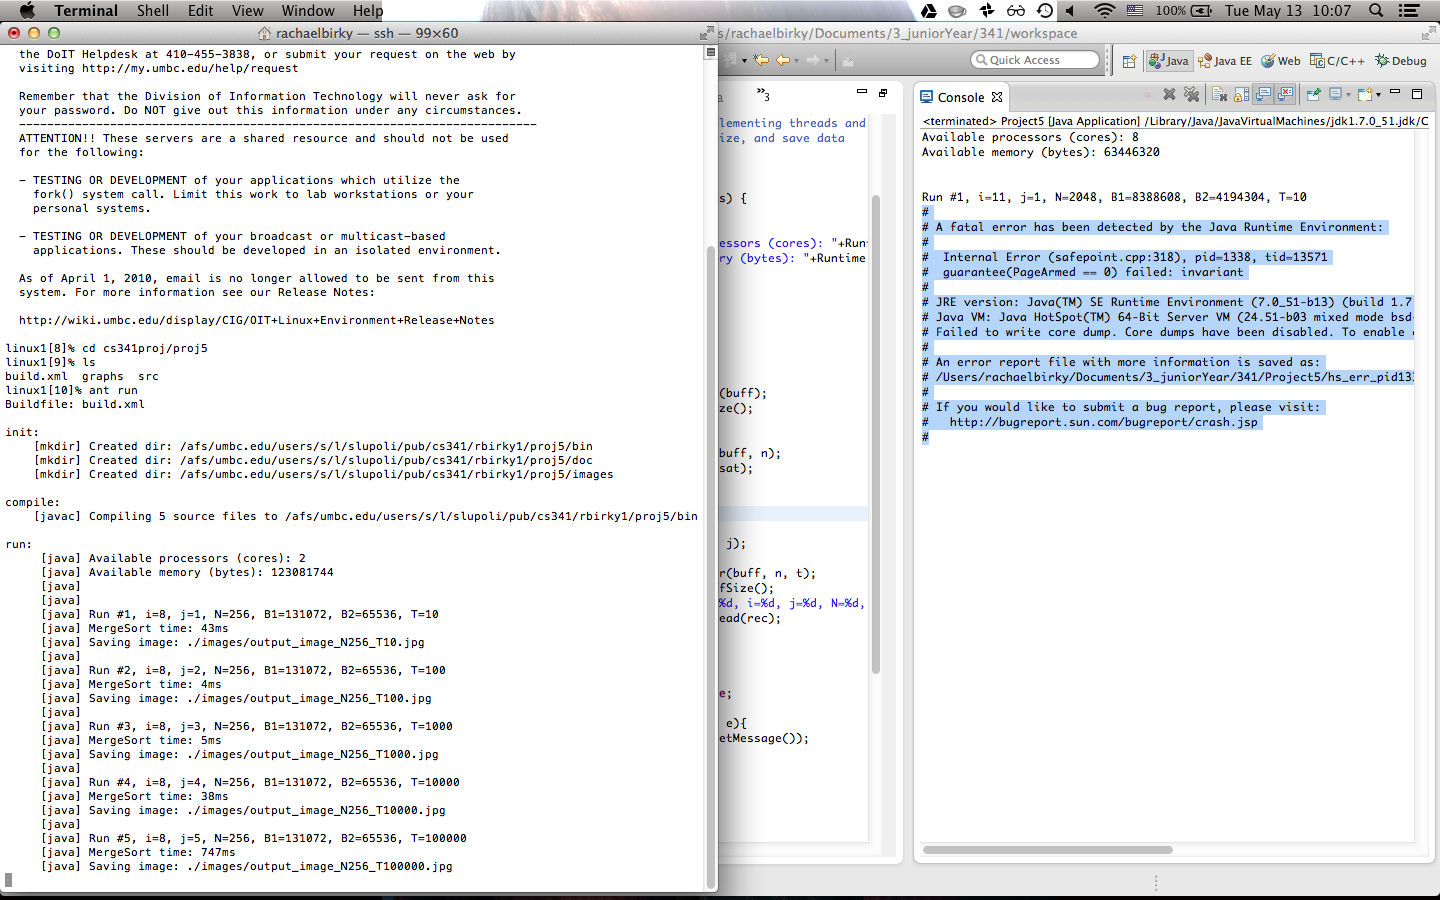 Terminal Shell Edit View Window Help
100% Tue May 13 10:07
rachaelbirky — ssh — 99×60
the DoIT Helpdesk at 410-455-3838, or submit your request on the web by
visiting http://my.umbc.edu/help/request
Remember that the Division of Information Technology will never ask for
your password. Do NOT give out this information under any circumstances.
--------------------------------------------------------------------------
ATTENTION!! These servers are a shared resource and should not be used
for the following:
- TESTING OR DEVELOPMENT of your applications which utilize the
fork() system call. Limit this work to lab workstations or your
personal systems.
- TESTING OR DEVELOPMENT of your broadcast or multicast-based
applications. These should be developed in an isolated environment.
As of April 1, 2010, email is no longer allowed to be sent from this
system. For more information see our Release Notes:
http://wiki.umbc.edu/display/CIG/OIT+Linux+Environment+Release+Notes
linux1[8]% cd cs341proj/proj5
linux1[9]% ls
build.xml graphs src
linux1[10]% ant run
Buildfile: build.xml
init:
[mkdir] Created dir: /afs/umbc.edu/users/s/l/slupoli/pub/cs341/rbirky1/proj5/bin
[mkdir] Created dir: /afs/umbc.edu/users/s/l/slupoli/pub/cs341/rbirky1/proj5/doc
[mkdir] Created dir: /afs/umbc.edu/users/s/l/slupoli/pub/cs341/rbirky1/proj5/images
compile:
[javac] Compiling 5 source files to /afs/umbc.edu/users/s/l/slupoli/pub/cs341/rbirky1/proj5/bin
run:
[java] Available processors (cores): 2
[java] Available memory (bytes): 123081744
[java]
[java]
[java] Run #1, i=8, j=1, N=256, B1=131072, B2=65536, T=10
[java] MergeSort time: 43ms
[java] Saving image: ./images/output_image_N256_T10.jpg
[java]
[java] Run #2, i=8, j=2, N=256, B1=131072, B2=65536, T=100
[java] MergeSort time: 4ms
[java] Saving image: ./images/output_image_N256_T100.jpg
[java]
[java] Run #3, i=8, j=3, N=256, B1=131072, B2=65536, T=1000
[java] MergeSort time: 5ms
[java] Saving image: ./images/output_image_N256_T1000.jpg
[java]
[java] Run #4, i=8, j=4, N=256, B1=131072, B2=65536, T=10000
[java] MergeSort time: 38ms
[java] Saving image: ./images/output_image_N256_T10000.jpg
[java]
[java] Run #5, i=8, j=5, N=256, B1=131072, B2=65536, T=100000
[java] MergeSort time: 747ms
[java] Saving image: ./images/output_image_N256_T100000.jpg
s/rachaelbirky/Documents/3_juniorYear/341/workspace
Quick Access
Java Java EE Web C/C++ Debug
a »3
lementing threads and
ize, and save data
s) {
essors (cores): "+Run
ry (bytes): "+Runtime
(buff);
ze();
buff, n);
sat);
j);
r(buff, n, t);
fSize();
%d, i=%d, j=%d, N=%d,
ead(rec);
e;
e){
etMessage());
Console
<terminated> Project5 [Java Application] /Library/Java/JavaVirtualMachines/jdk1.7.0_51.jdk/C
Available processors (cores): 8
Available memory (bytes): 63446320
Run #1, i=11, j=1, N=2048, B1=8388608, B2=4194304, T=10
#
# A fatal error has been detected by the Java Runtime Environment:
#
# Internal Error (safepoint.cpp:318), pid=1338, tid=13571
# guarantee(PageArmed == 0) failed: invariant
#
# JRE version: Java(TM) SE Runtime Environment (7.0_51-b13) (build 1.7
# Java VM: Java HotSpot(TM) 64-Bit Server VM (24.51-b03 mixed mode bsd-
# Failed to write core dump. Core dumps have been disabled. To enable
#
# An error report file with more information is saved as:
# /Users/rachaelbirky/Documents/3_juniorYear/341/Project5/hs_err_pid13
#
# If you would like to submit a bug report, please visit:
# http://bugreport.sun.com/bugreport/crash.jsp
#